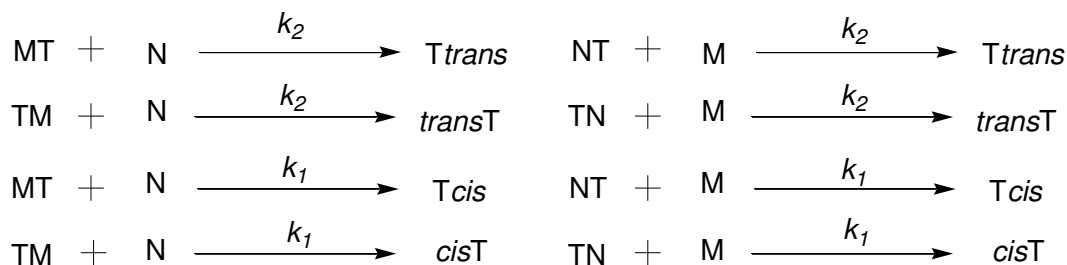 MT + N k2 Ttrans NT + M k2 Ttrans
TM + N k2 transT TN + M k2 transT
MT + N k1 Tcis NT + M k1 Tcis
TM + N k1 cisT TN + M k1 cisT